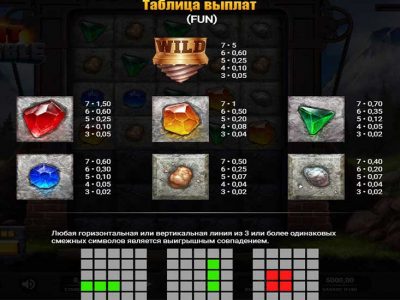 Таблица выплат
(FUN)
WILD
7 • 5
6 • 0,60
5 • 0,25
4 • 0,10
3 • 0,05
7 • 1,50
6 • 0,60
5 • 0,25
4 • 0,10
3 • 0,05
7 • 1
6 • 0,50
5 • 0,20
4 • 0,08
3 • 0,04
7 • 0,70
6 • 0,35
5 • 0,12
4 • 0,05
3 • 0,02
7 • 0,60
6 • 0,30
5 • 0,10
4 • 0,05
3 • 0,02
7 • 0,50
6 • 0,25
5 • 0,07
4 • 0,04
3 • 0,02
7 • 0,40
6 • 0,20
5 • 0,07
4 • 0,04
3 • 0,02
Любая горизонтальная или вертикальная линия из 3 или более одинаковых
смежных символов является выигрышным совпадением.